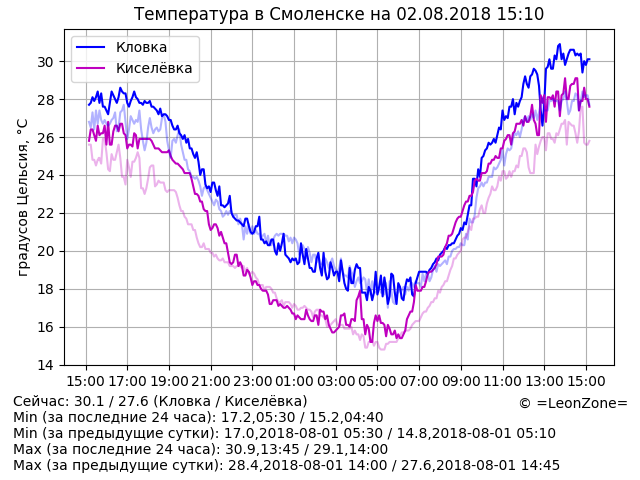 Температура в Смоленске на 02.08.2018 15:10
Кловка
Киселёвка
градусов Цельсия, °C
30
28
26
24
22
20
18
16
14
15:00 17:00 19:00 21:00 23:00 01:00 03:00 05:00 07:00 09:00 11:00 13:00 15:00
Сейчас: 30.1 / 27.6 (Кловка / Киселёвка)
© =LeonZone=
Min (за последние 24 часа): 17.2,05:30 / 15.2,04:40
Min (за предыдущие сутки): 17.0,2018-08-01 05:30 / 14.8,2018-08-01 05:10
Max (за последние 24 часа): 30.9,13:45 / 29.1,14:00
Max (за предыдущие сутки): 28.4,2018-08-01 14:00 / 27.6,2018-08-01 14:45